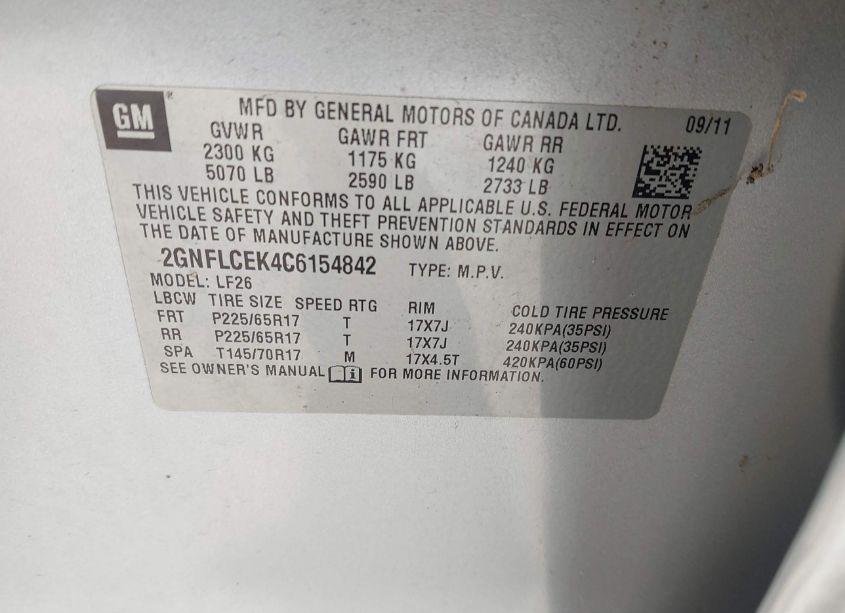 GM® MFD BY GENERAL MOTORS OF CANADA LTD. 09/11
GVWR GAWR FRT GAWR RR
2300 KG 1175 KG 1240 KG
5070 LB 2590 LB 2733 LB
THIS VEHICLE CONFORMS TO ALL APPLICABLE U.S. FEDERAL MOTOR
VEHICLE SAFETY AND THEFT PREVENTION STANDARDS IN EFFECT ON
THE DATE OF MANUFACTURE SHOWN ABOVE.
2GNFLCEK4C6154842 TYPE: M.P.V.
MODEL: LF26
LBCW TIRE SIZE SPEED RTG RIM COLD TIRE PRESSURE
FRT P225/65R17 T 17X7J 240KPA(35PSI)
RR P225/65R17 T 17X7J 240KPA(35PSI)
SPA T145/70R17 M 17X4.5T 420KPA(60PSI)
SEE OWNER'S MANUAL FOR MORE INFORMATION.